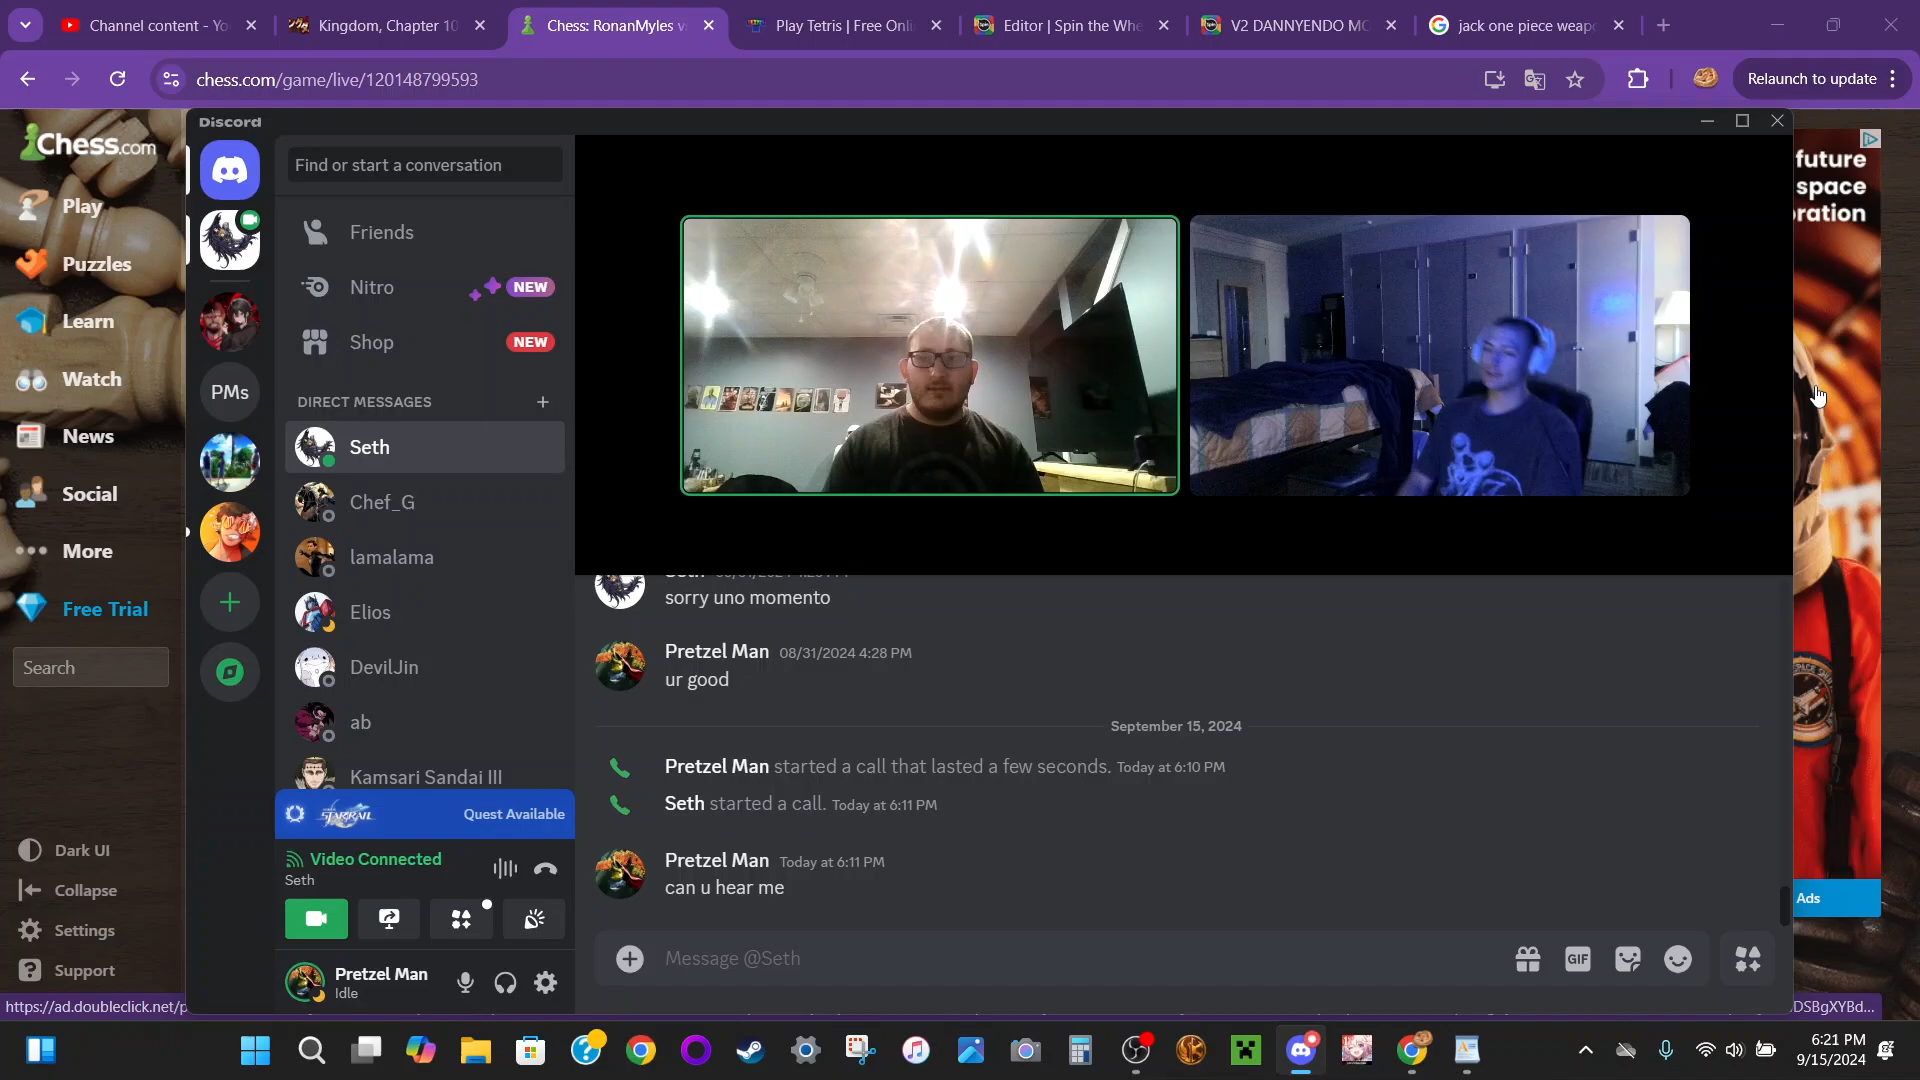 Channel content - Yo
Kingdom, Chapter 10
Chess: RonanMyles v
Play Tetris | Free Onli
Editor | Spin the Whe
V2 DANNYENDO MC
jack one piece weap
chess.com/game/live/120148799593
Relaunch to update
Chess.com
Play
Puzzles
Learn
Watch
News
Social
More
Free Trial
Search
Dark UI
Collapse
Settings
Support
https://ad.doubleclick.net/p
Discord
PMs
Find or start a conversation
Friends
Nitro NEW
Shop NEW
DIRECT MESSAGES
Seth
Chef_G
lamalama
Elios
DevilJin
ab
Kamsari Sandai III
STARRAIL Quest Available
Video Connected
Seth
Pretzel Man
Idle
sorry uno momento
Pretzel Man 08/31/2024 4:28 PM
ur good
September 15, 2024
Pretzel Man started a call that lasted a few seconds. Today at 6:10 PM
Seth started a call. Today at 6:11 PM
Pretzel Man Today at 6:11 PM
can u hear me
Message @Seth
GIF
future
space
oration
Ads
DSBgXYBd...
6:21 PM
9/15/2024